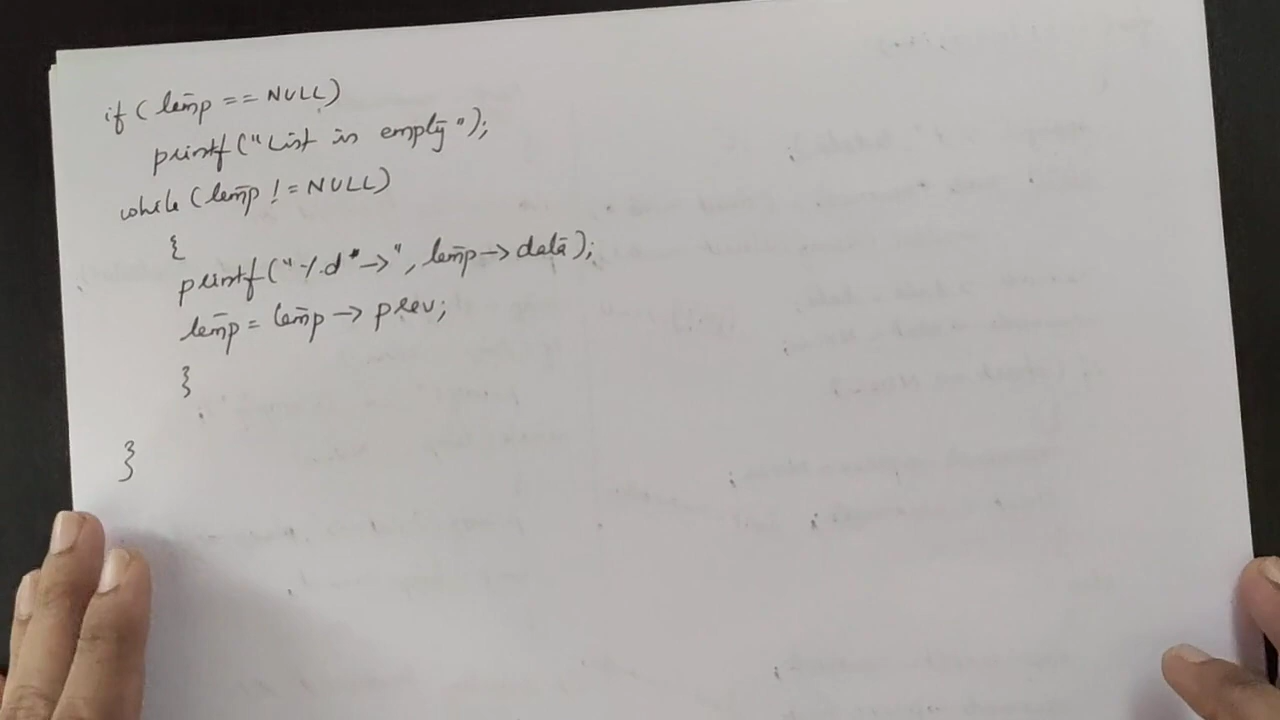 if ( temp == NULL)
printf("List is empty");
while (temp != NULL)
{
printf("%d"->", temp->data);
temp = temp -> prev;
}
}